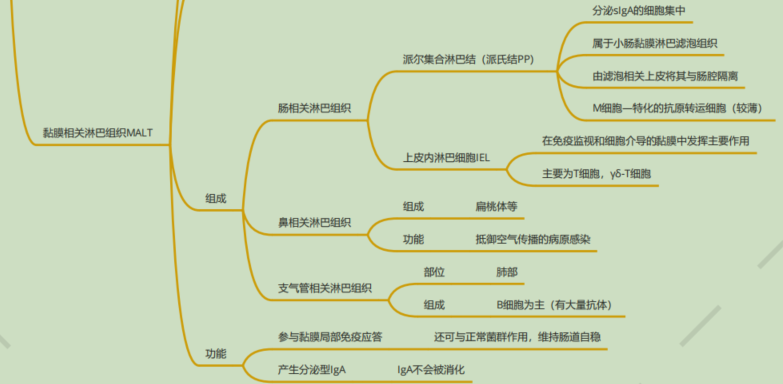 黏膜相关淋巴组织MALT
组成
肠相关淋巴组织
派尔集合淋巴结（派氏结PP）
分泌sIgA的细胞集中
属于小肠黏膜淋巴滤泡组织
由滤泡相关上皮将其与肠腔隔离
M细胞—特化的抗原转运细胞（较薄）
上皮内淋巴细胞IEL
在免疫监视和细胞介导的黏膜中发挥主要作用
主要为T细胞，γδ-T细胞
鼻相关淋巴组织
组成 扁桃体等
功能 抵御空气传播的病原感染
支气管相关淋巴组织
部位 肺部
组成 B细胞为主（有大量抗体）
功能
参与黏膜局部免疫应答 还可与正常菌群作用，维持肠道自稳
产生分泌型IgA IgA不会被消化